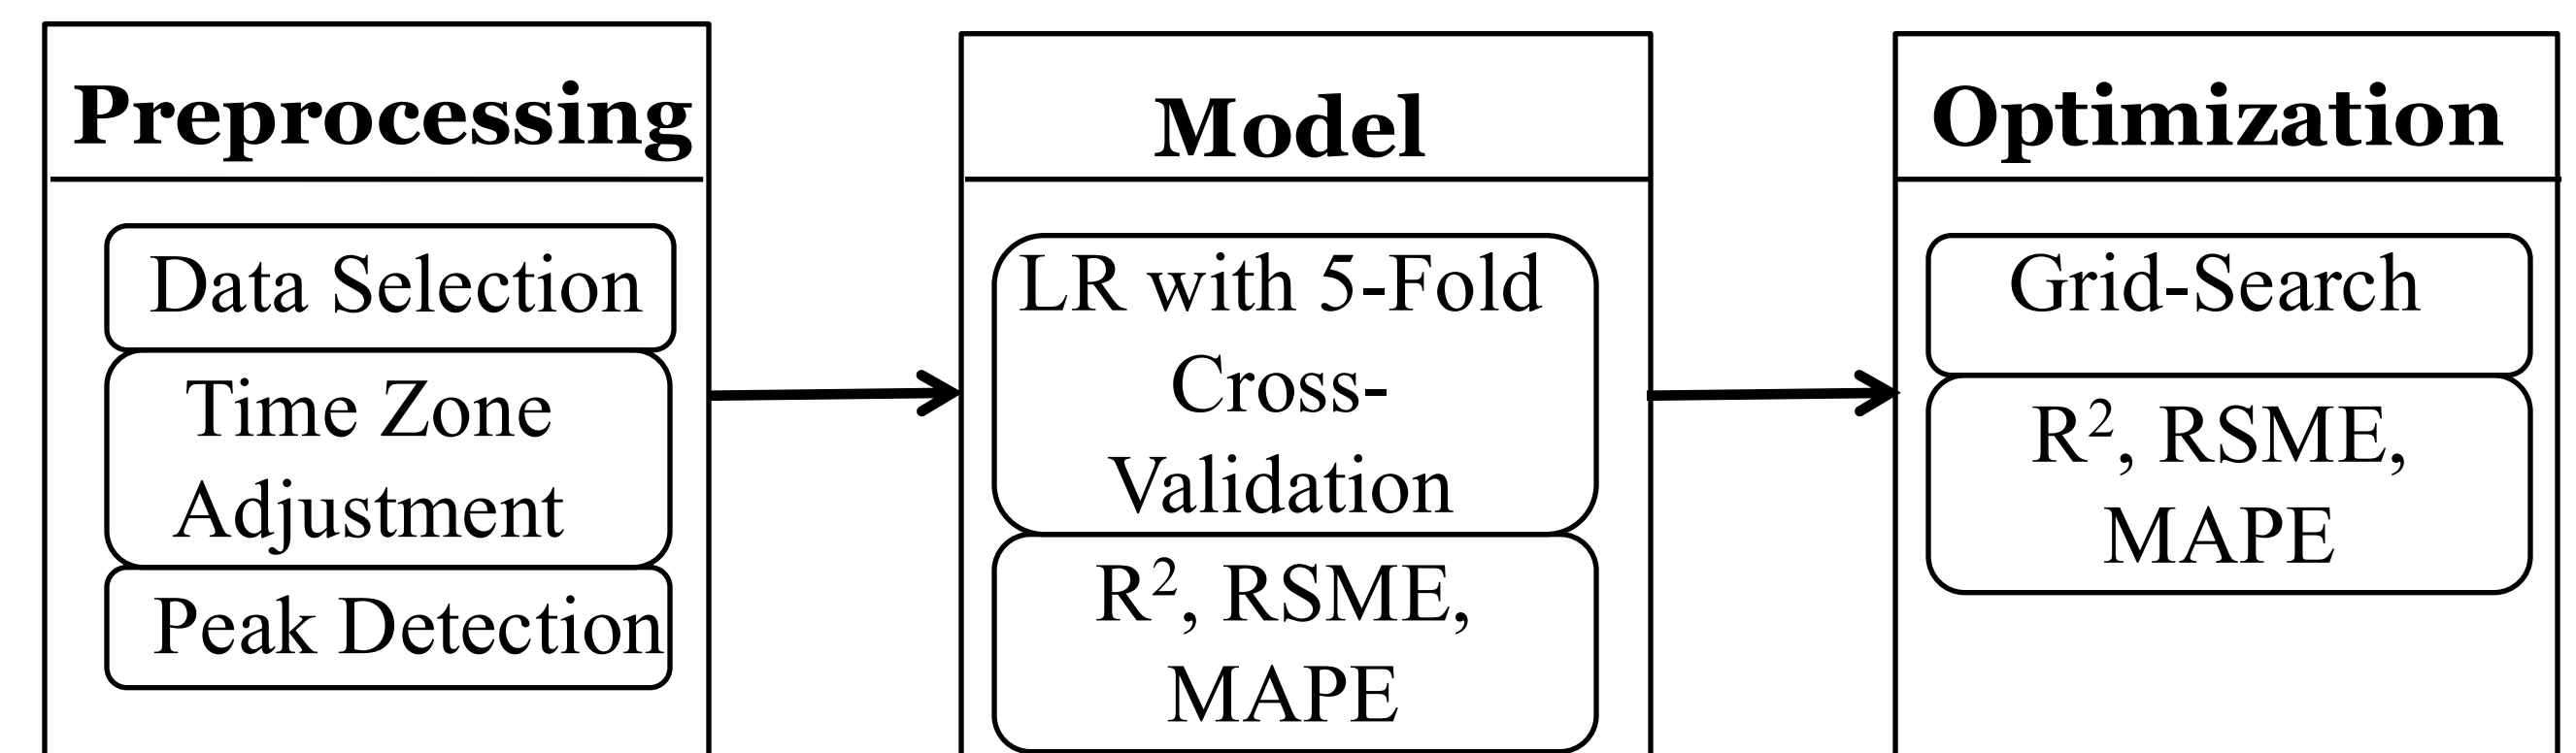 Preprocessing
Data Selection
Time Zone
Adjustment
Peak Detection
Model
LR with 5-Fold
Cross-
Validation
R², RSME,
MAPE
Optimization
Grid-Search
R², RSME,
MAPE